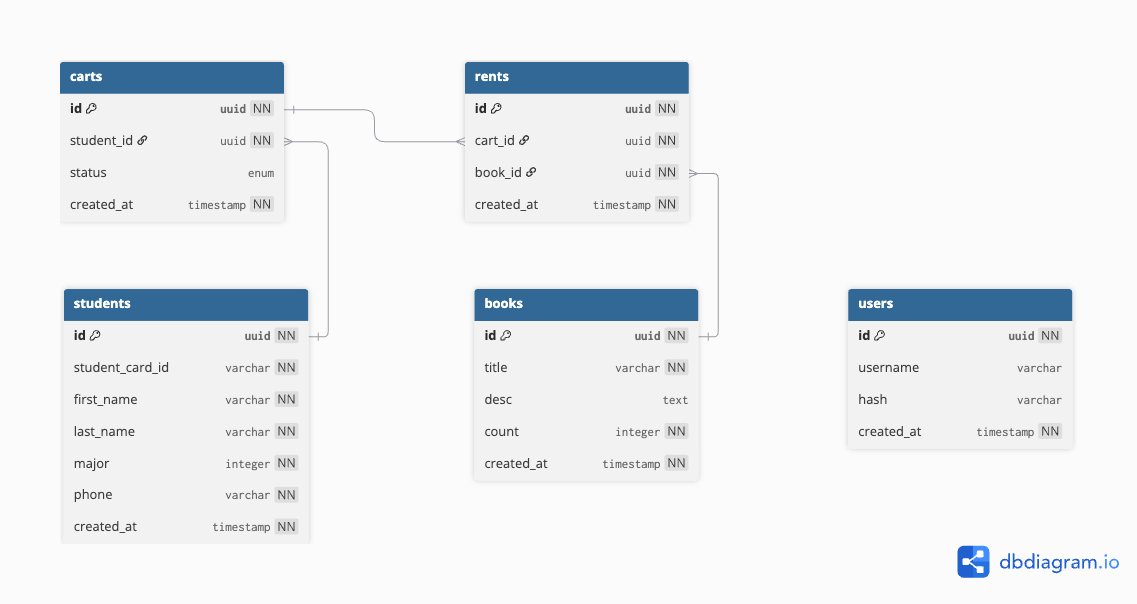 carts
id uuid NN
student_id uuid NN
status enum
created_at timestamp NN
rents
id uuid NN
cart_id uuid NN
book_id uuid NN
created_at timestamp NN
students
id uuid NN
student_card_id varchar NN
first_name varchar NN
last_name varchar NN
major integer NN
phone varchar NN
created_at timestamp NN
books
id uuid NN
title varchar NN
desc text
count integer NN
created_at timestamp NN
users
id uuid NN
username varchar
hash varchar
created_at timestamp NN
dbdiagram.io